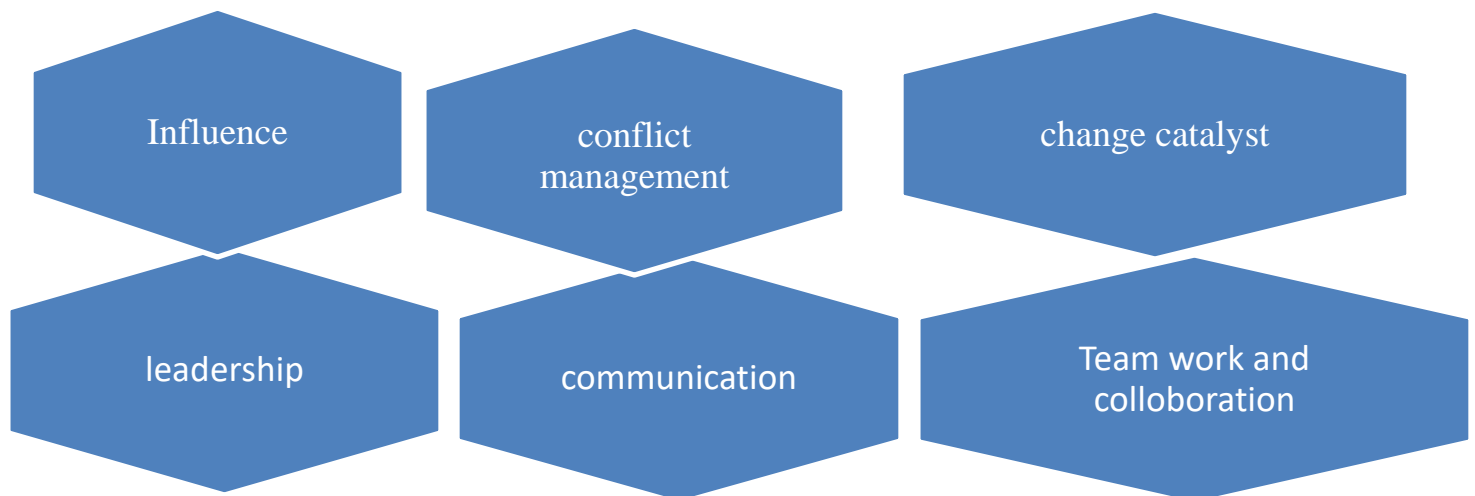 Influence
conflict
management
change catalyst
leadership
communication
Team work and
colloboration